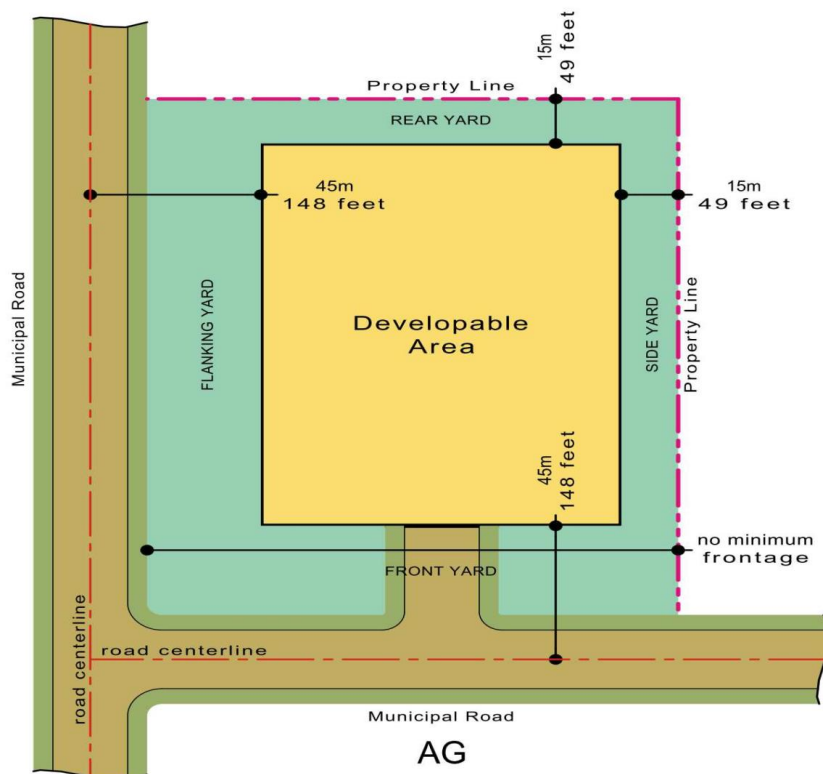 15m
49 feet
Property Line
REAR YARD
45m
148 feet
15m
49 feet
Municipal Road
FLANKING YARD
Developable
Area
SIDE YARD
Property Line
45m
148 feet
no minimum
frontage
FRONT YARD
road centerline
road centerline
Municipal Road
AG